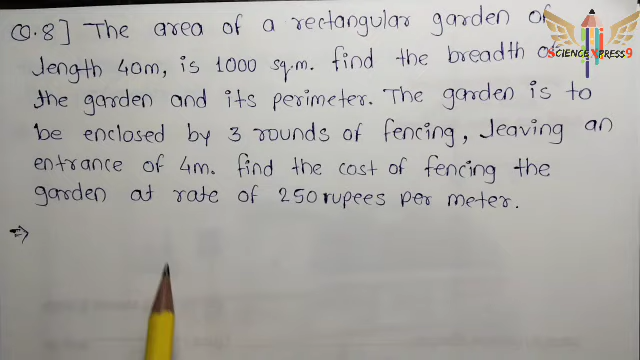 Q.8] The area of a rectangular garden of
length 40m, is 1000 sq.m. find the breadth of
the garden and its perimeter. The garden is to
be enclosed by 3 rounds of fencing, leaving an
entrance of 4m. find the cost of fencing the
garden at rate of 250 rupees per meter.
⇒
SCIENCEXPRESS9